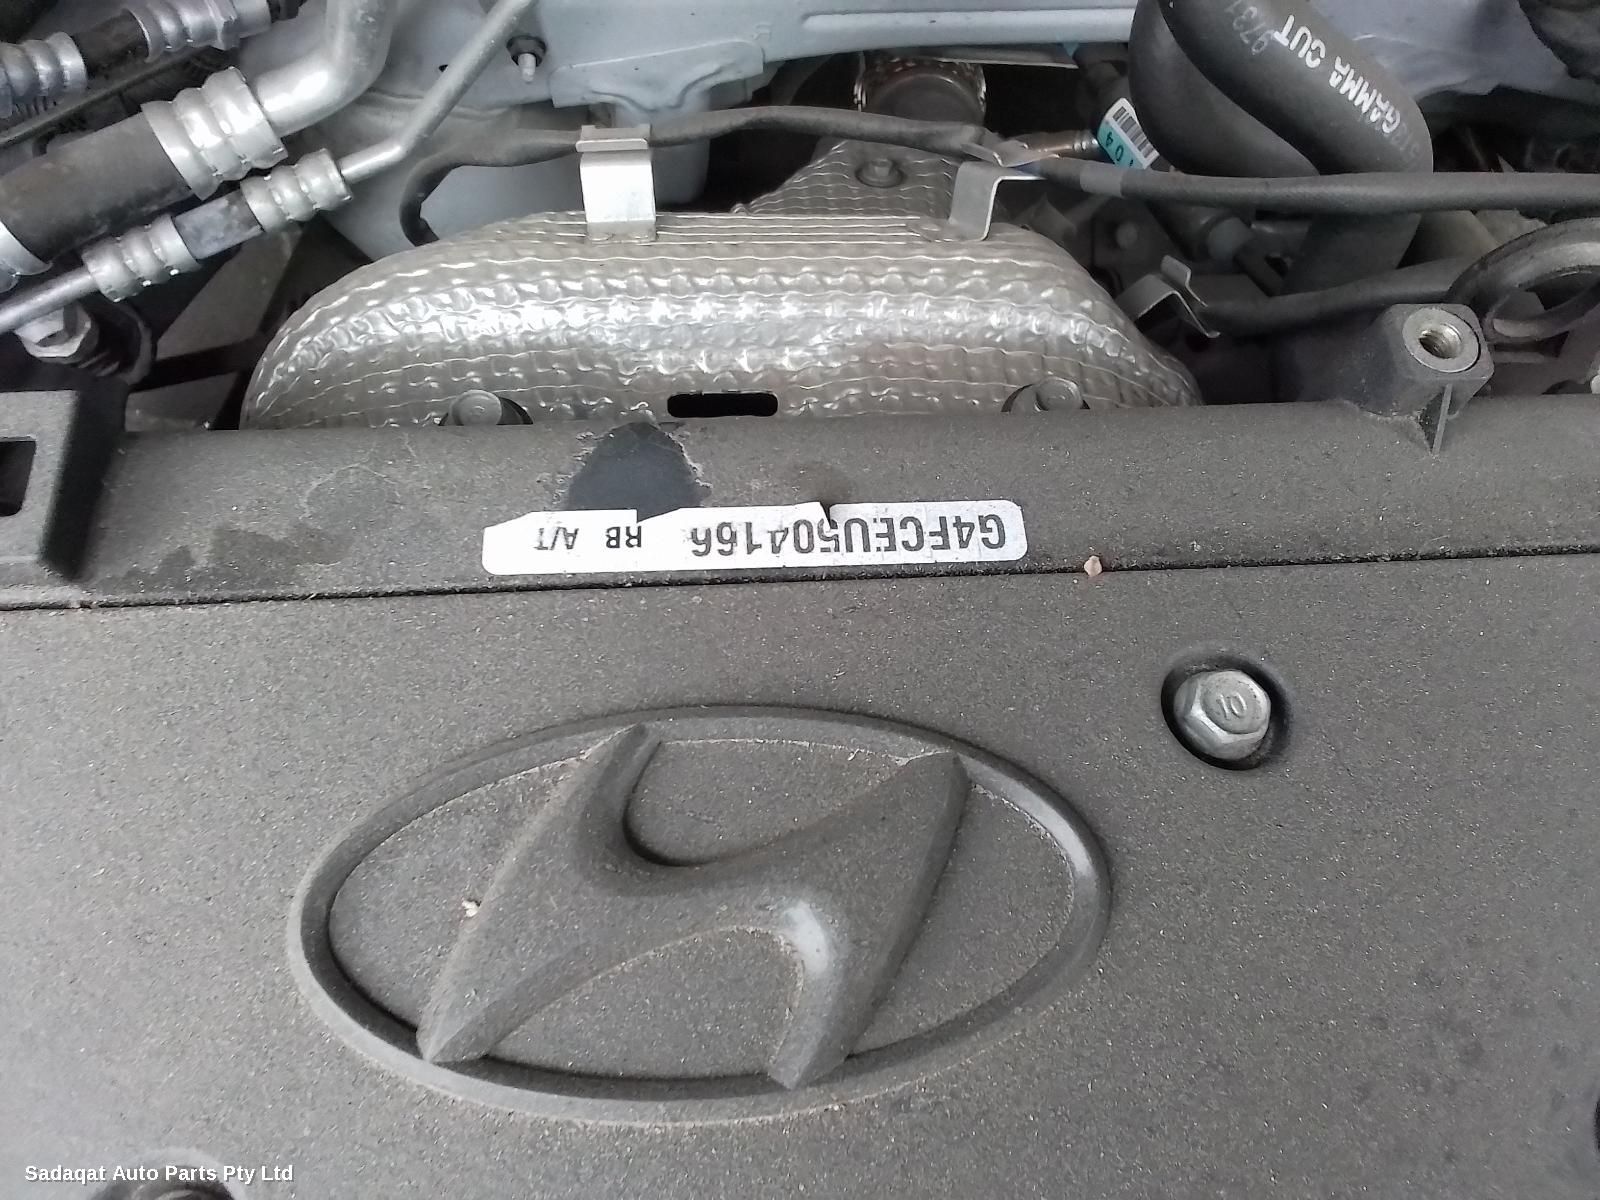 GAMMA CUT
G4FCEU504166 RB A/T
10
Sadaqat Auto Parts Pty Ltd